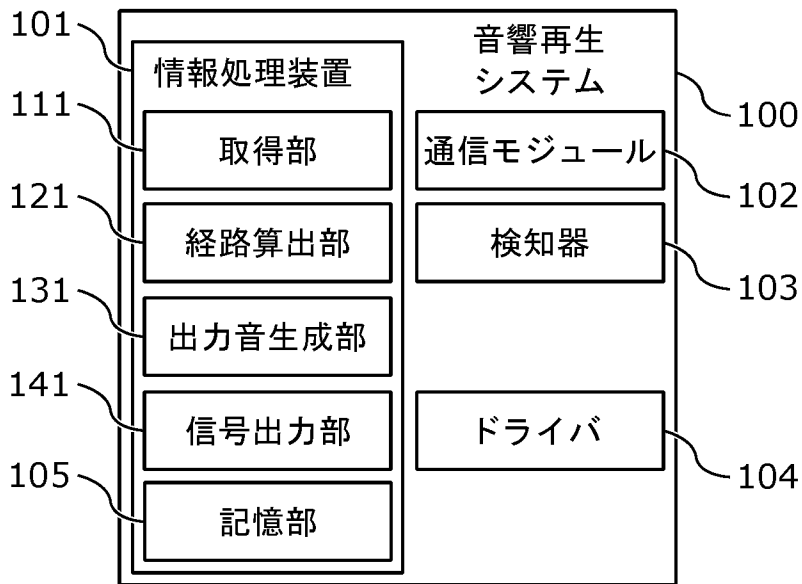 音響再生
システム
100
101
情報処理装置
111
取得部
通信モジュール
102
121
経路算出部
検知器
103
131
出力音生成部
141
信号出力部
ドライバ
104
105
記憶部